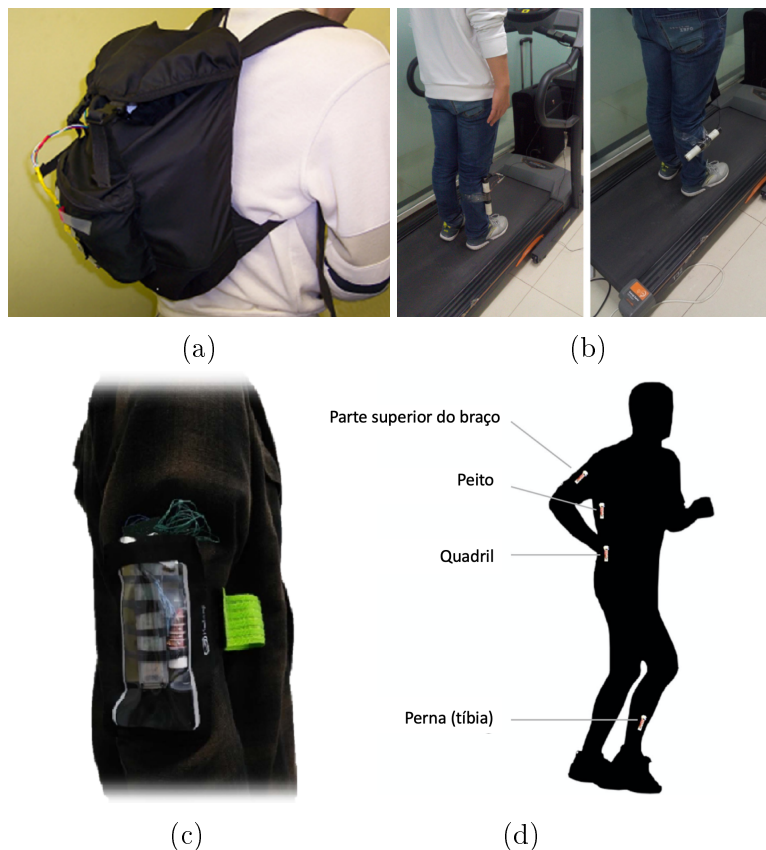 (a)
(b)
Parte superior do braço
Peito
Quadril
Perna (tíbia)
(c)
(d)